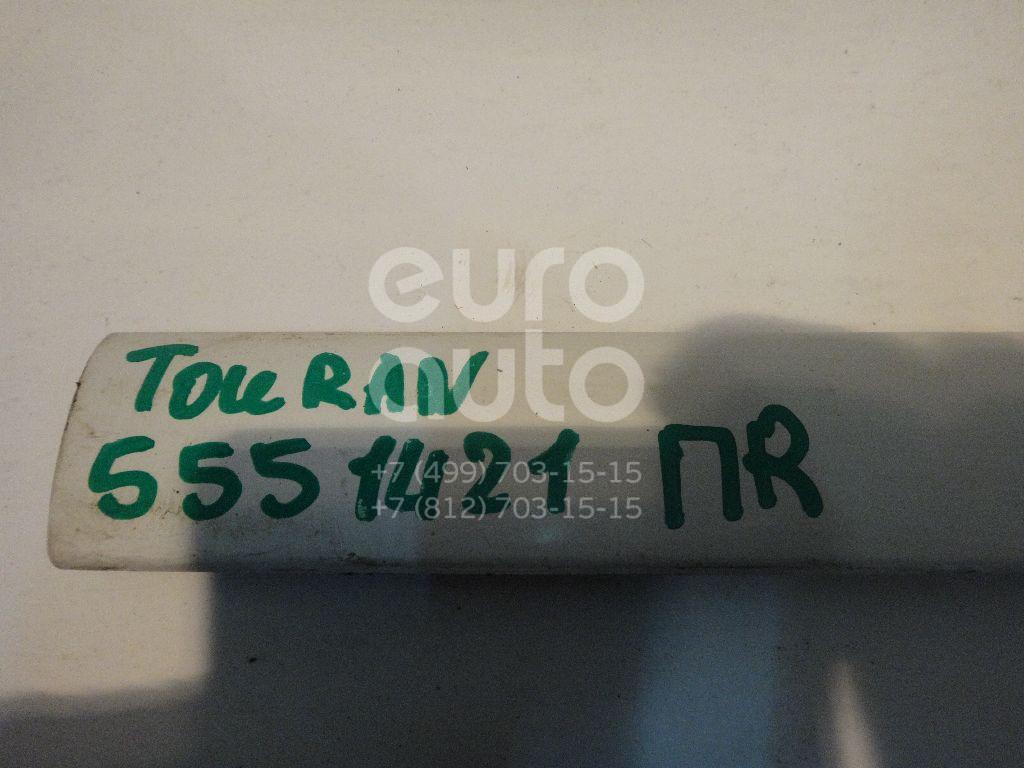 euro
auto
TouRAN
5551421 ПR
+7 (499) 703-15-15
+7 (812) 703-15-15